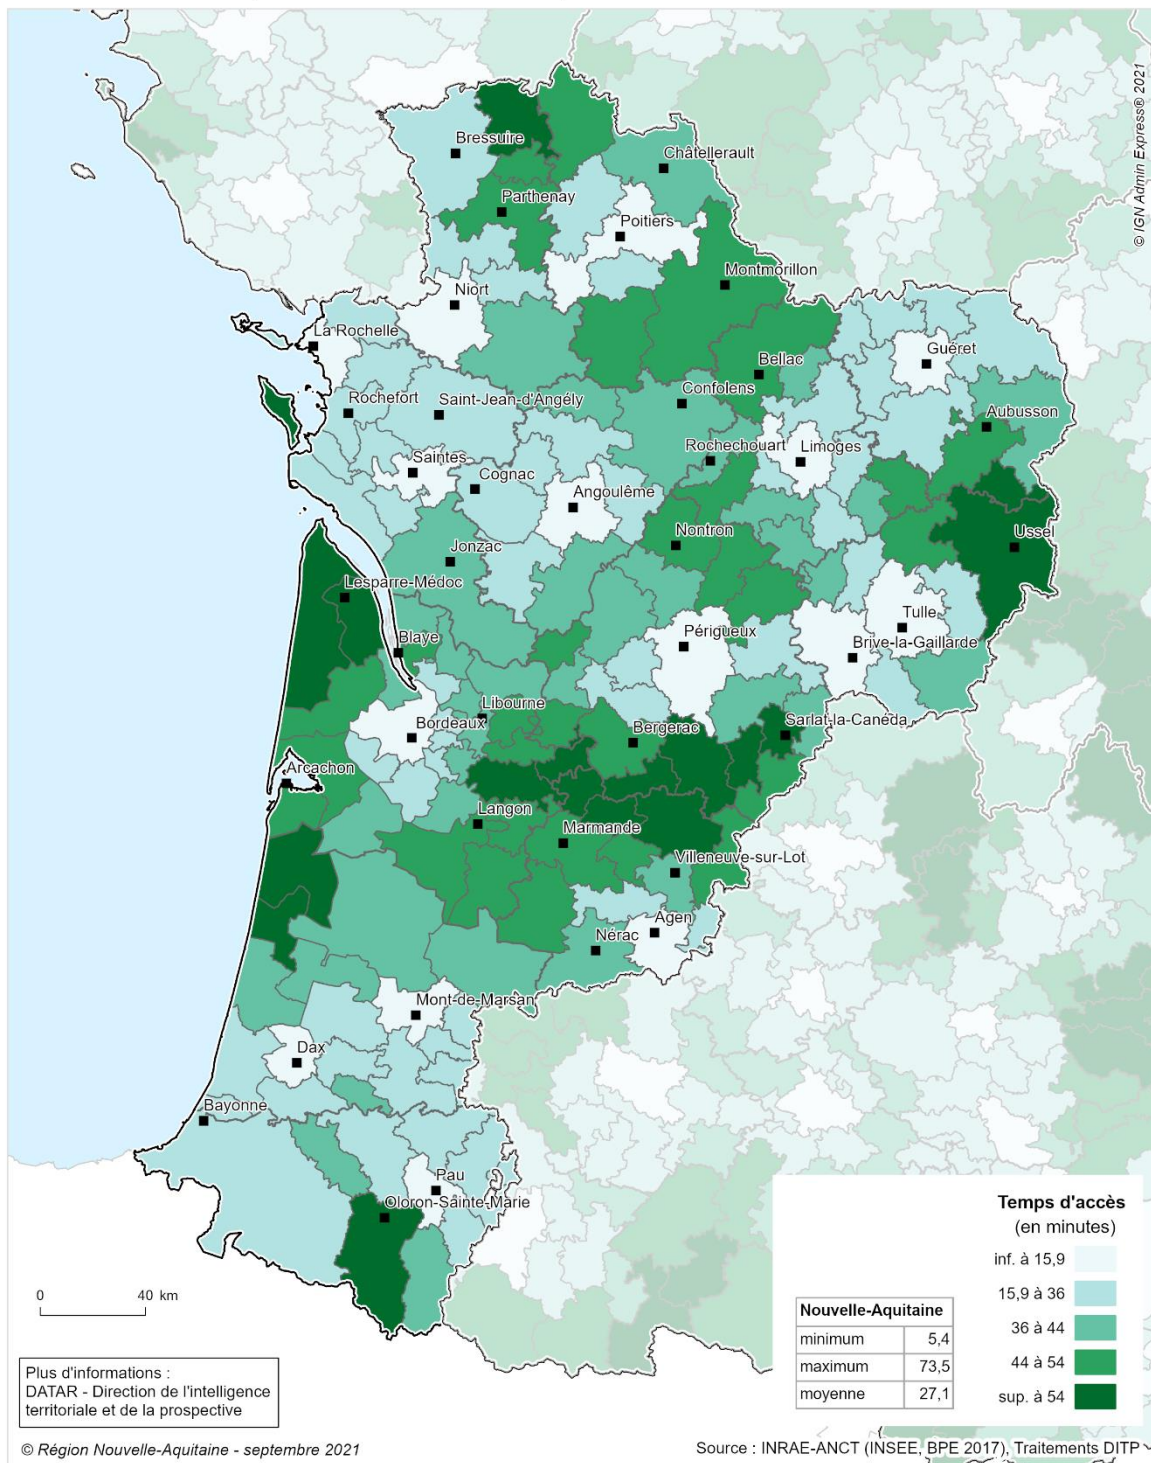 © IGN Admin Express® 2021
Bressuire
Châtellerault
Parthenay
Poitiers
Montmorillon
Niort
La Rochelle
Guéret
Bellac
Confolens
Rochefort
Saint-Jean-d'Angély
Aubusson
Rochechouart
Limoges
Saintes
Cognac
Angoulême
Nontron
Ussel
Jonzac
Lesparre-Médoc
Tulle
Périgueux
Blaye
Brive-la-Gaillarde
Libourne
Sarlat-la-Canéda
Bordeaux
Bergerac
Arcachon
Langon
Marmande
Villeneuve-sur-Lot
Agen
Nérac
Mont-de-Marsan
Dax
Bayonne
Pau
Oloron-Sainte-Marie
Temps d'accès
(en minutes)
inf. à 15,9
15,9 à 36
36 à 44
44 à 54
sup. à 54
0 40 km
Nouvelle-Aquitaine
minimum 5,4
maximum 73,5
moyenne 27,1
Plus d'informations :
DATAR - Direction de l'intelligence
territoriale et de la prospective
© Région Nouvelle-Aquitaine - septembre 2021
Source : INRAE-ANCT (INSEE, BPE 2017), Traitements DITP